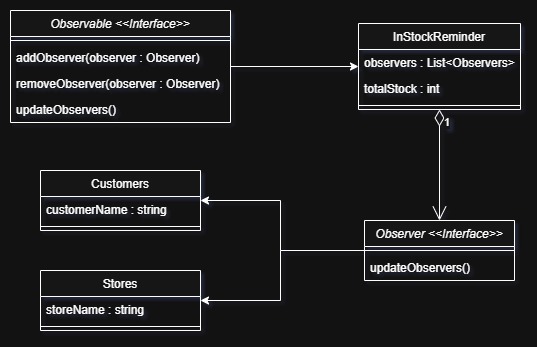 Observable <<Interface>>
addObserver(observer : Observer)
removeObserver(observer : Observer)
updateObservers()
InStockReminder
observers : List<Observers>
totalStock : int
1
Customers
customerName : string
Observer <<Interface>>
updateObservers()
Stores
storeName : string